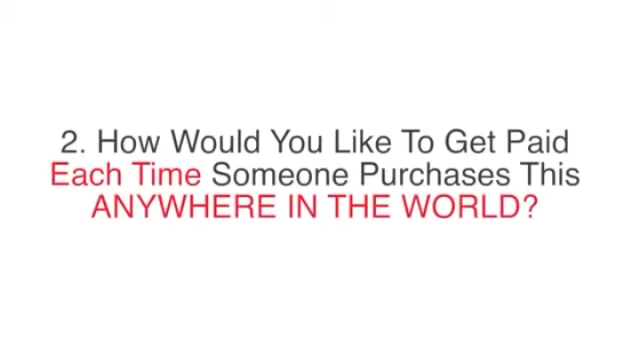 2. How Would You Like To Get Paid
Each Time Someone Purchases This
ANYWHERE IN THE WORLD?